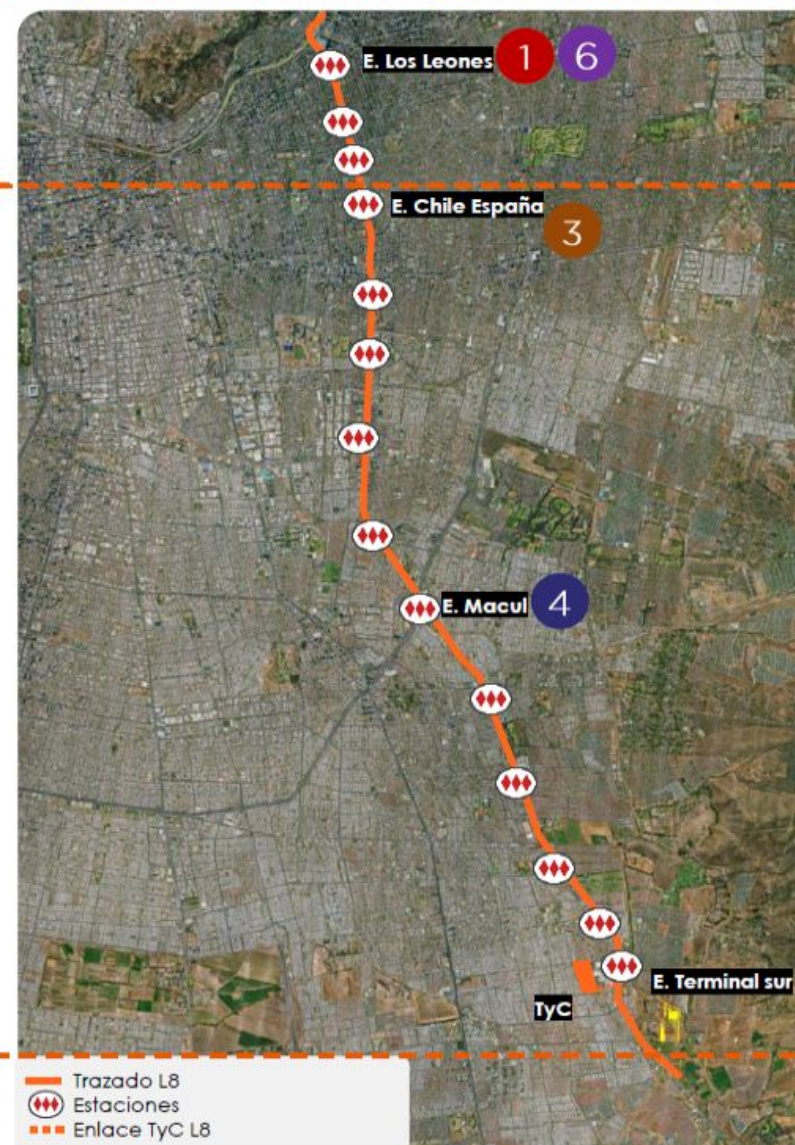 E. Los Leones 1 6
E. Chile España
3
E. Macul 4
E. Terminal sur
TyC
Trazado L8
Estaciones
Enlace TyC L8